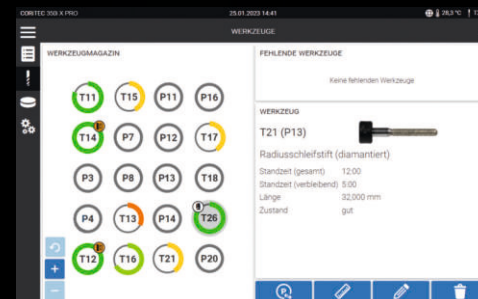 CORITEC 350i X PRO 25.01.2023 14:41 28,3 °C
WERKZEUGE
WERKZEUGMAGAZIN
T11 T15 P11 P16
T14 P7 P12 T17
P3 P8 P13 T18
P4 T13 P14 T26
T12 T16 T21 P20
FEHLENDE WERKZEUGE
Keine fehlenden Werkzeuge
WERKZEUG
T21 (P13)
Radiusschleifstift (diamantiert)
Standzeit (gesamt) 12:00
Standzeit (verbleibend) 5:00
Länge 32,000 mm
Zustand gut